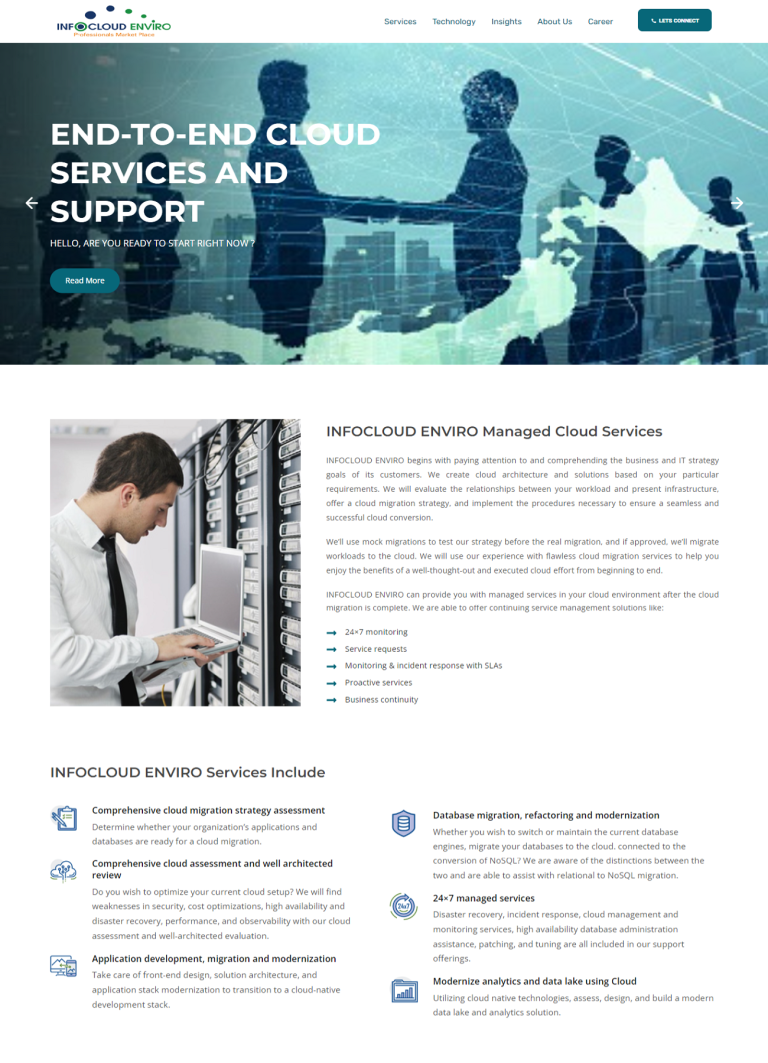 INFOCLOUD ENVIRO
Professionals Market Place
Services
Technology
Insights
About Us
Career
LETS CONNECT
END-TO-END CLOUD
SERVICES AND
SUPPORT
HELLO, ARE YOU READY TO START RIGHT NOW ?
Read More
INFOCLOUD ENVIRO Managed Cloud Services
INFOCLOUD ENVIRO begins with paying attention to and comprehending the business and IT strategy
goals of its customers. We create cloud architecture and solutions based on your particular
requirements. We will evaluate the relationships between your workload and present infrastructure,
offer a cloud migration strategy, and implement the procedures necessary to ensure a seamless and
successful cloud conversion.
We'll use mock migrations to test our strategy before the real migration, and if approved, we'll migrate
workloads to the cloud. We will use our experience with flawless cloud migration services to help you
enjoy the benefits of a well-thought-out and executed cloud effort from beginning to end.
INFOCLOUD ENVIRO can provide you with managed services in your cloud environment after the cloud
migration is complete. We are able to offer continuing service management solutions like:
24×7 monitoring
Service requests
Monitoring & incident response with SLAs
Proactive services
Business continuity
INFOCLOUD ENVIRO Services Include
Comprehensive cloud migration strategy assessment
Determine whether your organization's applications and
databases are ready for a cloud migration.
Comprehensive cloud assessment and well architected
review
Do you wish to optimize your current cloud setup? We will find
weaknesses in security, cost optimizations, high availability and
disaster recovery, performance, and observability with our cloud
assessment and well-architected evaluation.
Application development, migration and modernization
Take care of front-end design, solution architecture, and
application stack modernization to transition to a cloud-native
development stack.
Database migration, refactoring and modernization
Whether you wish to switch or maintain the current database
engines, migrate your databases to the cloud. connected to the
conversion of NoSQL? We are aware of the distinctions between the
two and are able to assist with relational to NoSQL migration.
24x7
24×7 managed services
Disaster recovery, incident response, cloud management and
monitoring services, high availability database administration
assistance, patching, and tuning are all included in our support
offerings.
Modernize analytics and data lake using Cloud
Utilizing cloud native technologies, assess, design, and build a modern
data lake and analytics solution.